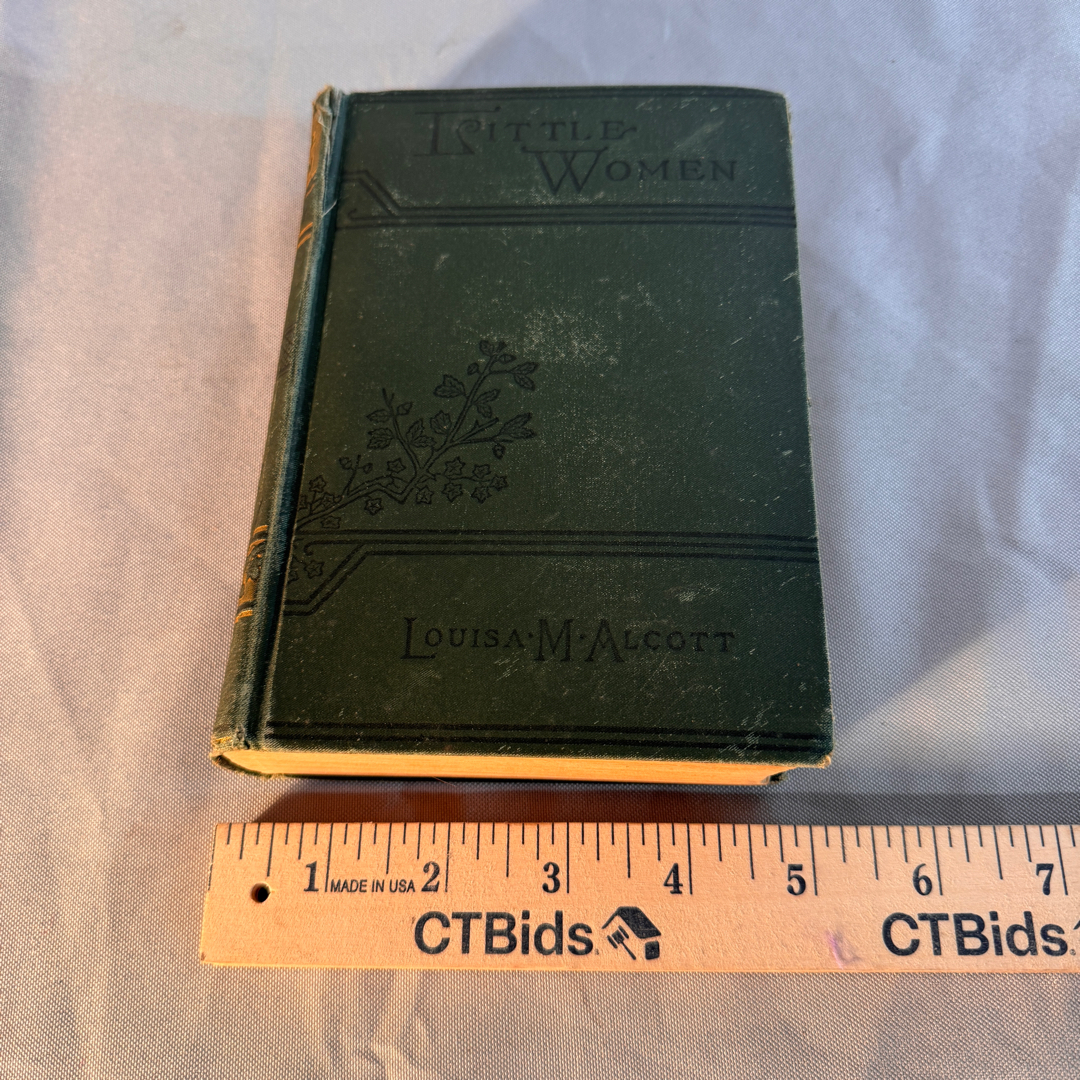 LITTLE
WOMEN
LOUISA·M·ALCOTT
1 MADE IN USA 2 3 4 5 6 7
CTBids. CTBids.